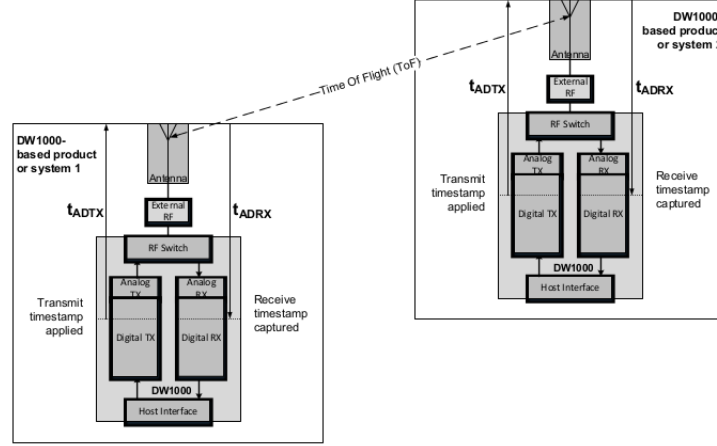 DW1000-
based product
or system 1
Antenna
External
RF
tADTX
tADRX
RF Switch
Analog
TX
Analog
RX
Transmit
timestamp
applied
Receive
timestamp
captured
Digital TX
Digital RX
DW1000
Host Interface
Time Of Flight (ToF)
DW1000
based product
or system
Antenna
External
RF
tADTX
tADRX
RF Switch
Analog
TX
Analog
RX
Transmit
timestamp
applied
Receive
timestamp
captured
Digital TX
Digital RX
DW1000
Host Interface